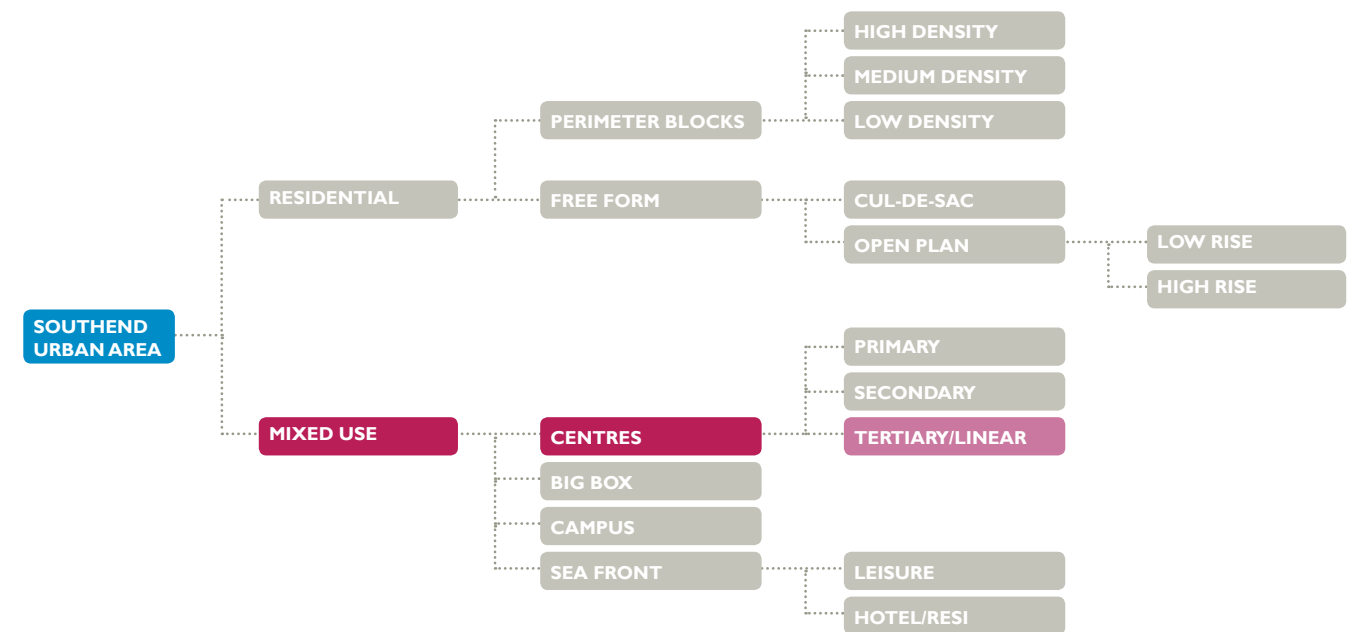 HIGH DENSITY
MEDIUM DENSITY
PERIMETER BLOCKS
LOW DENSITY
RESIDENTIAL
FREE FORM
CUL-DE-SAC
OPEN PLAN
LOW RISE
HIGH RISE
SOUTHEND
URBAN AREA
PRIMARY
SECONDARY
MIXED USE
CENTRES
TERTIARY/LINEAR
BIG BOX
CAMPUS
SEA FRONT
LEISURE
HOTEL/RESI